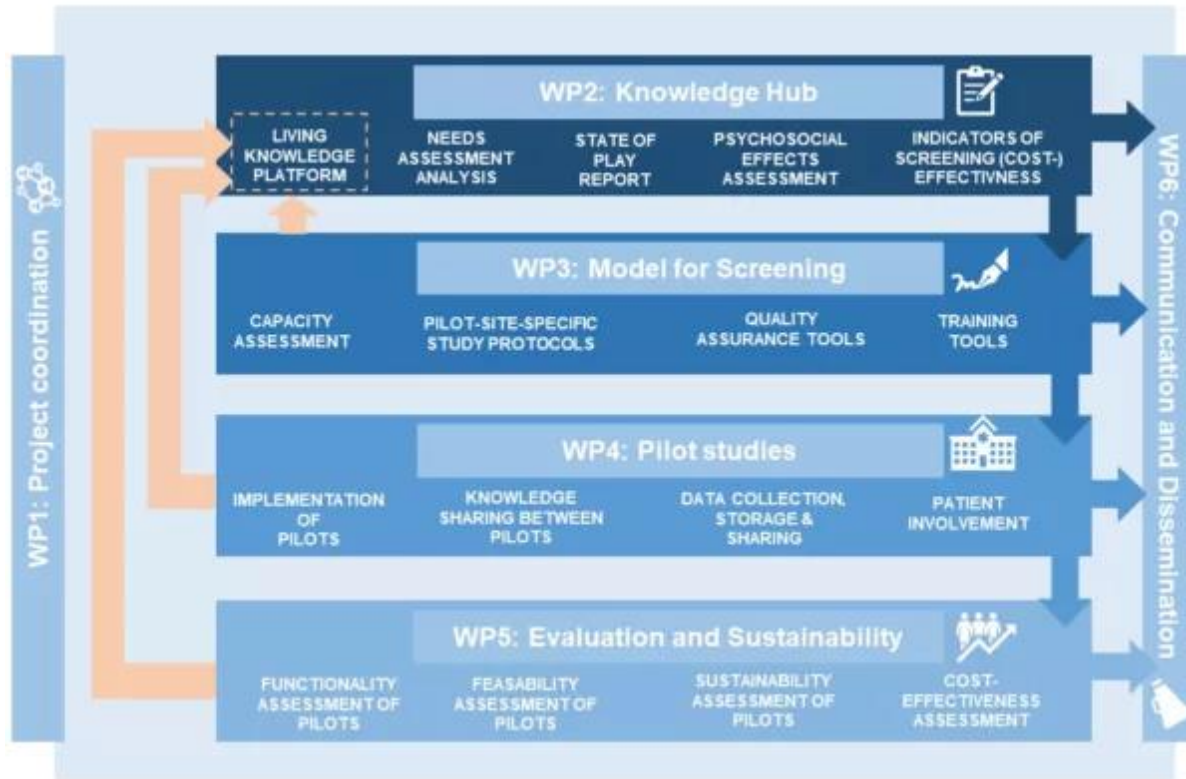 WP1: Project coordination
WP2: Knowledge Hub
LIVING
KNOWLEDGE
PLATFORM
NEEDS
ASSESSMENT
ANALYSIS
STATE OF
PLAY
REPORT
PSYCHOSOCIAL
EFFECTS
ASSESSMENT
INDICATORS OF
SCREENING (COST-)
EFFECTIVNESS
WP3: Model for Screening
CAPACITY
ASSESSMENT
PILOT-SITE-SPECIFIC
STUDY PROTOCOLS
QUALITY
ASSURANCE TOOLS
TRAINING
TOOLS
WP4: Pilot studies
IMPLEMENTATION
OF
PILOTS
KNOWLEDGE
SHARING BETWEEN
PILOTS
DATA COLLECTION,
STORAGE &
SHARING
PATIENT
INVOLVEMENT
WP5: Evaluation and Sustainability
FUNCTIONALITY
ASSESSMENT OF
PILOTS
FEASABILITY
ASSESSMENT OF
PILOTS
SUSTAINABILITY
ASSESSMENT OF
PILOTS
COST-
EFFECTIVENESS
ASSESSMENT
WP6: Communication and Dissemination